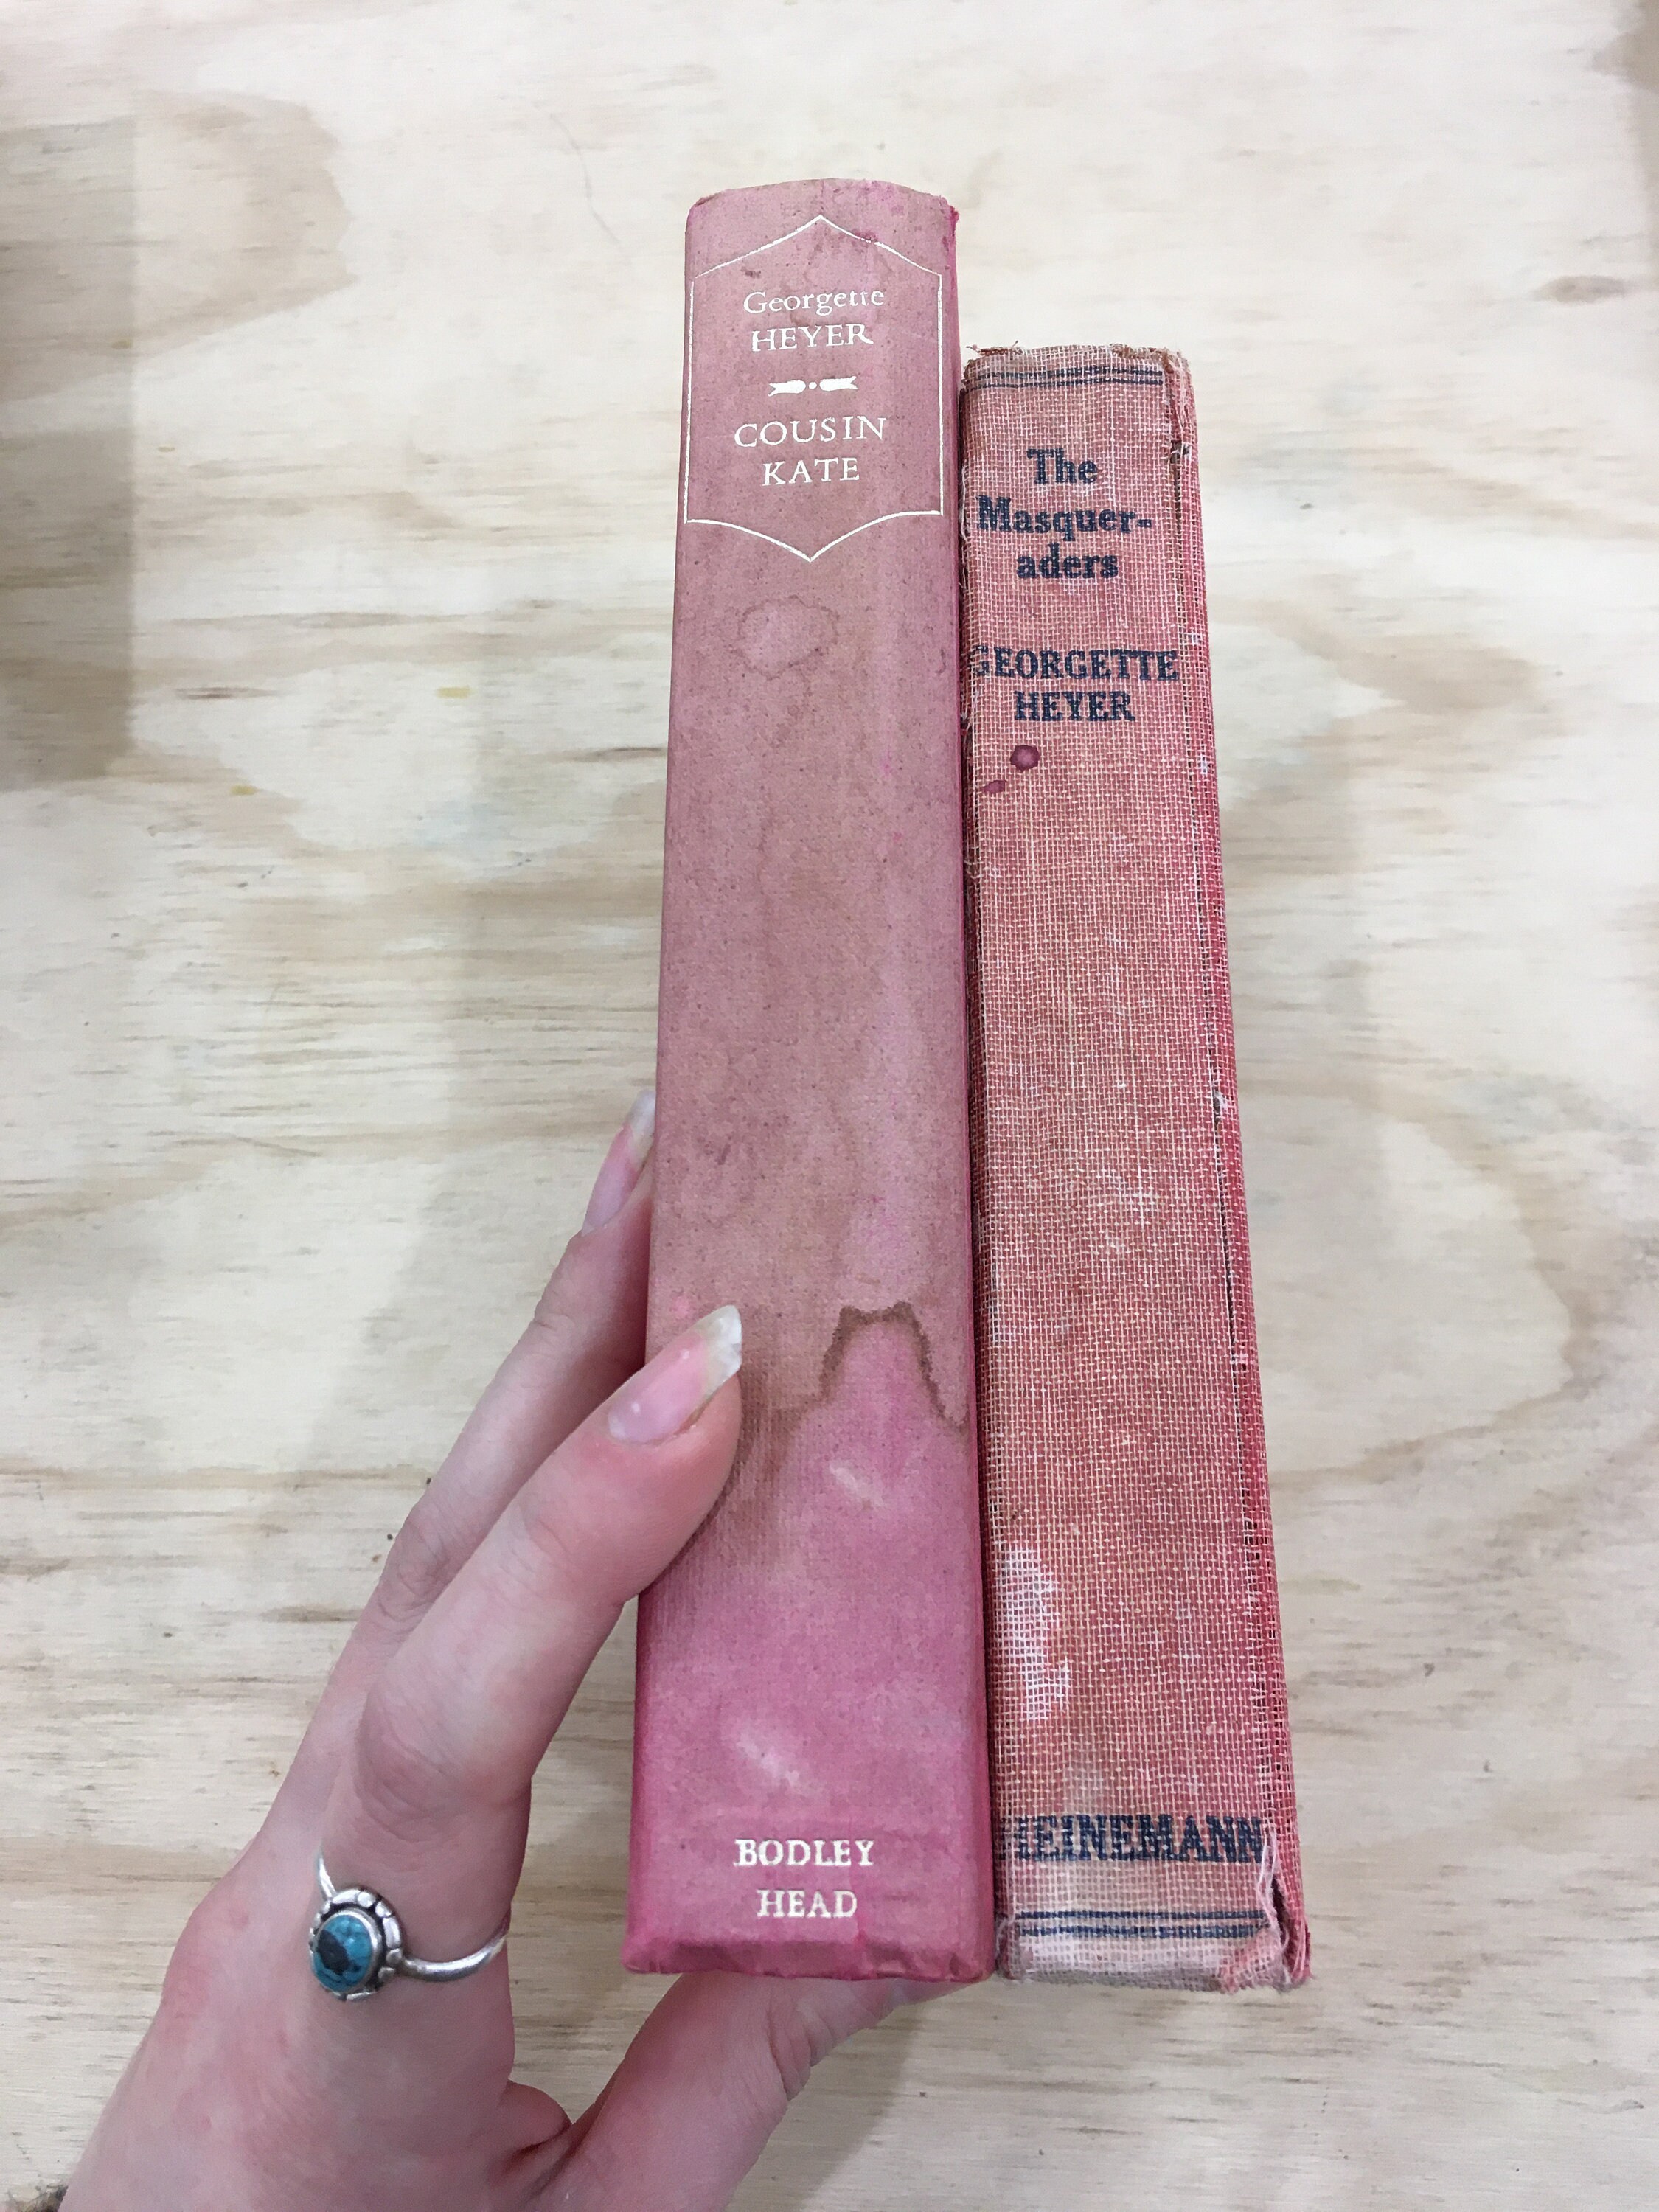 Georgette
HEYER
COUSIN
KATE
BODLEY
HEAD
The
Masquer-
aders
GEORGETTE
HEYER
HEINEMANN